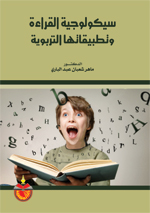 سيكولوجية القراءة
وتطبيقاتها التربوية
الدكتور
ماهر شعبان عبد الباري